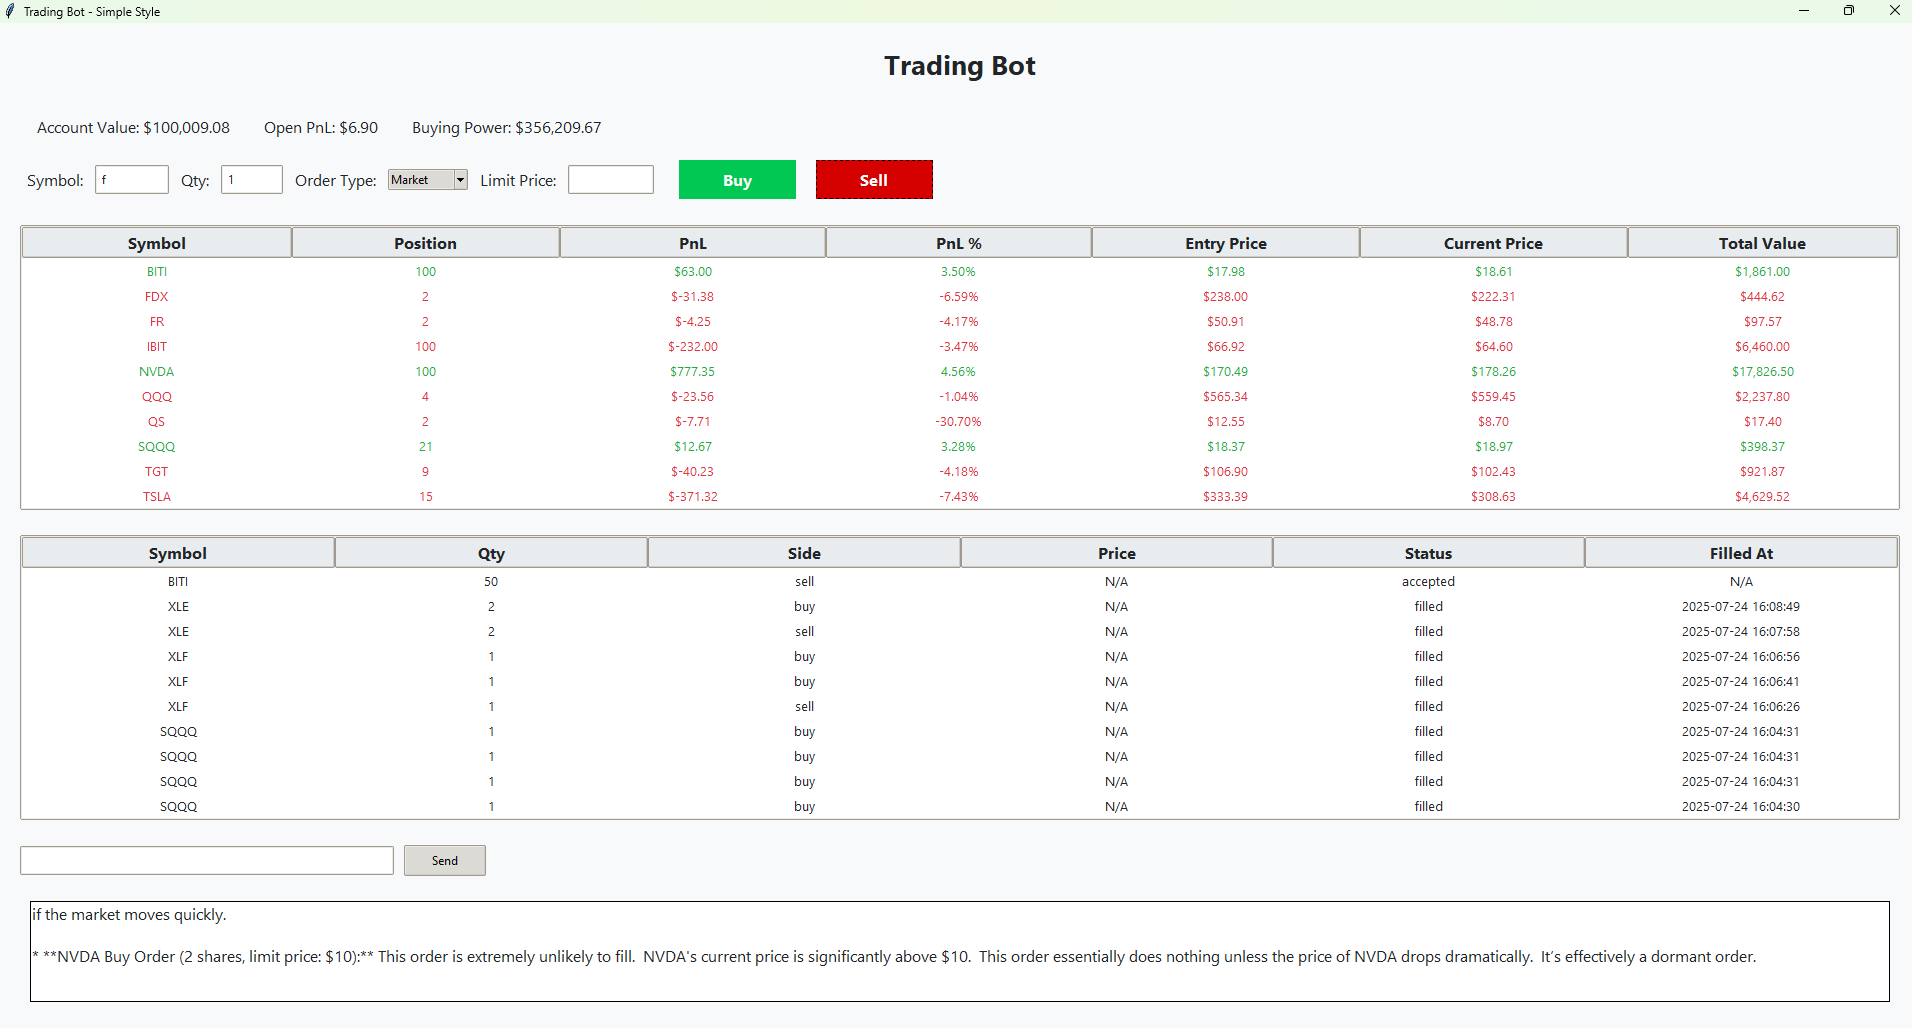 Trading Bot - Simple Style
Trading Bot
Account Value: $100,009.08 Open PnL: $6.90 Buying Power: $356,209.67
Symbol: f Qty: 1 Order Type: Market Limit Price: Buy Sell
Symbol Position PnL PnL % Entry Price Current Price Total Value
BITI 100 $63.00 3.50% $17.98 $18.61 $1,861.00
FDX 2 $-31.38 -6.59% $238.00 $222.31 $444.62
FR 2 $-4.25 -4.17% $50.91 $48.78 $97.57
IBIT 100 $-232.00 -3.47% $66.92 $64.60 $6,460.00
NVDA 100 $777.35 4.56% $170.49 $178.26 $17,826.50
QQQ 4 $-23.56 -1.04% $565.34 $559.45 $2,237.80
QS 2 $-7.71 -30.70% $12.55 $8.70 $17.40
SQQQ 21 $12.67 3.28% $18.37 $18.97 $398.37
TGT 9 $-40.23 -4.18% $106.90 $102.43 $921.87
TSLA 15 $-371.32 -7.43% $333.39 $308.63 $4,629.52
Symbol Qty Side Price Status Filled At
BITI 50 sell N/A accepted N/A
XLE 2 buy N/A filled 2025-07-24 16:08:49
XLE 2 sell N/A filled 2025-07-24 16:07:58
XLF 1 buy N/A filled 2025-07-24 16:06:56
XLF 1 buy N/A filled 2025-07-24 16:06:41
XLF 1 sell N/A filled 2025-07-24 16:06:26
SQQQ 1 buy N/A filled 2025-07-24 16:04:31
SQQQ 1 buy N/A filled 2025-07-24 16:04:31
SQQQ 1 buy N/A filled 2025-07-24 16:04:31
SQQQ 1 buy N/A filled 2025-07-24 16:04:30
Send
if the market moves quickly.
* **NVDA Buy Order (2 shares, limit price: $10):** This order is extremely unlikely to fill.  NVDA's current price is significantly above $10.  This order essentially does nothing unless the price of NVDA drops dramatically.  It's effectively a dormant order.